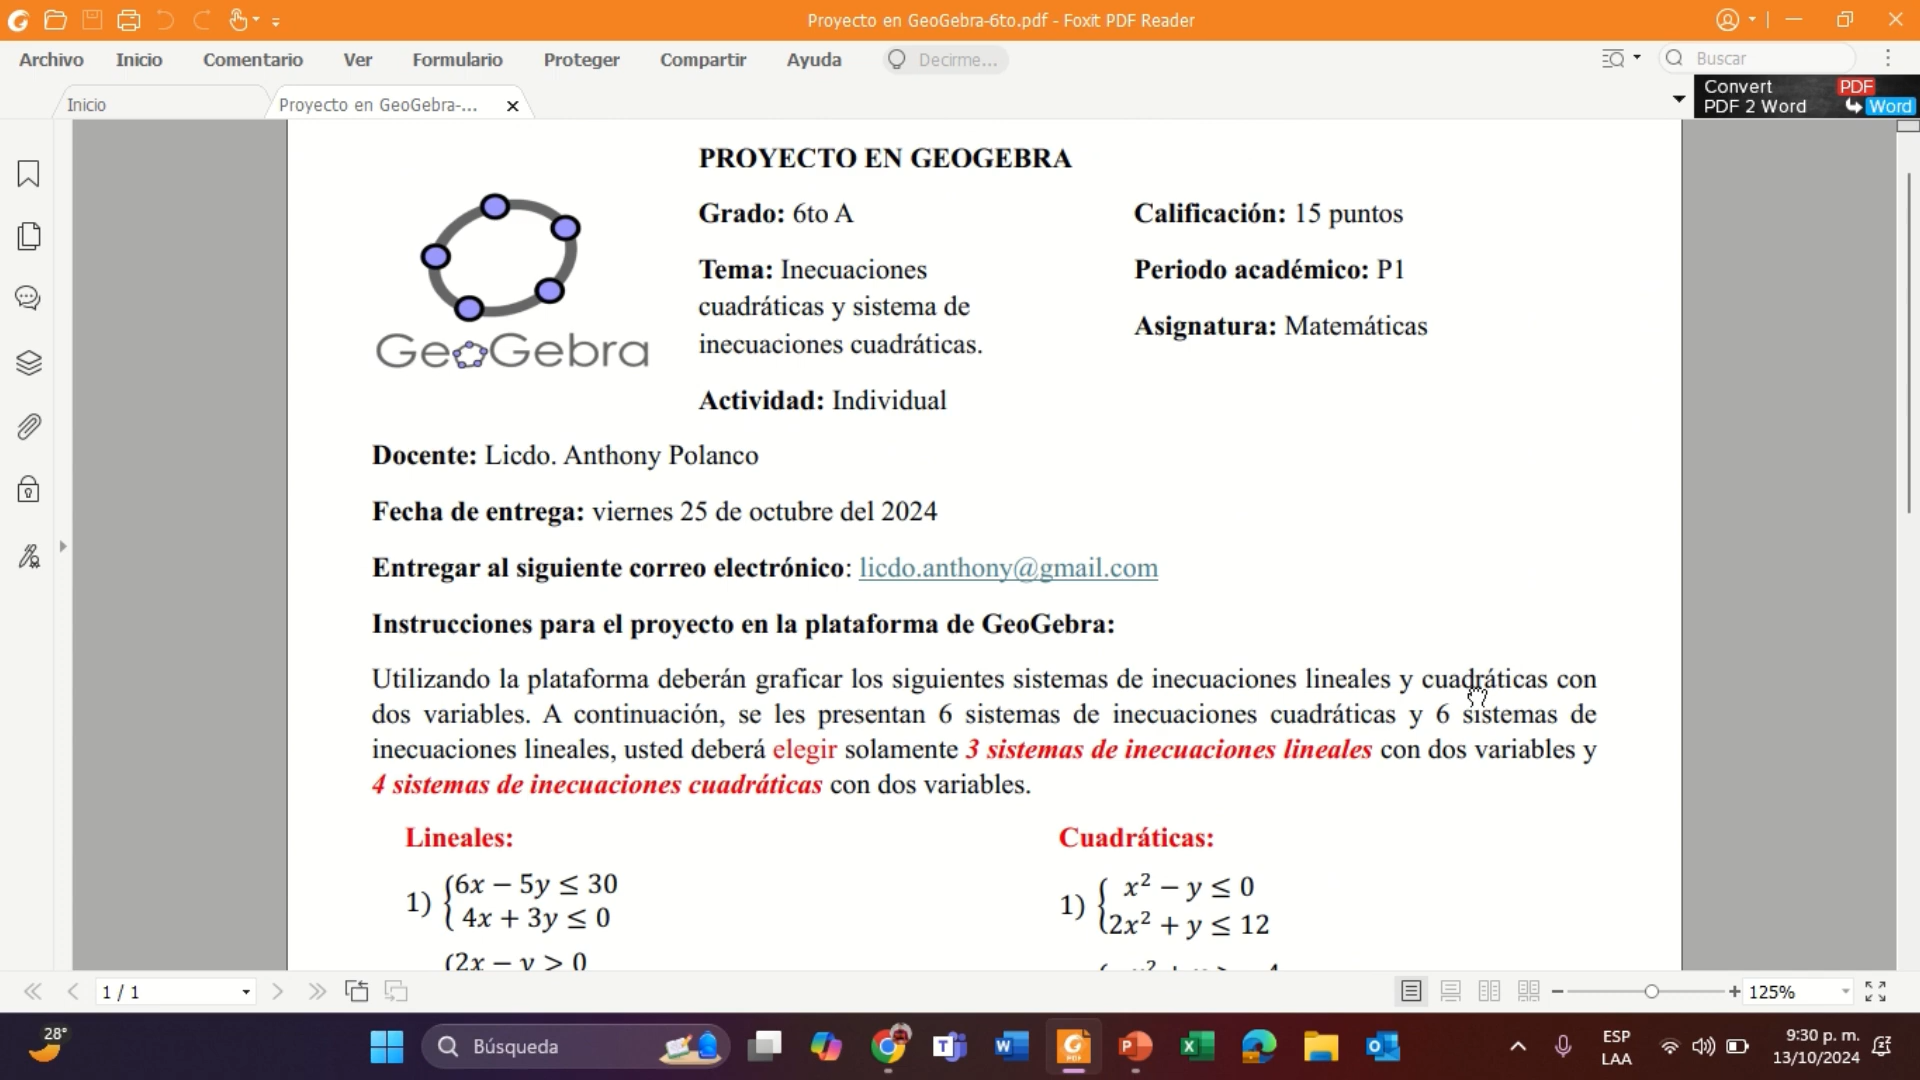 Proyecto en GeoGebra-6to.pdf - Foxit PDF Reader
Archivo Inicio Comentario Ver Formulario Proteger Compartir Ayuda Decirme... Buscar
Inicio Proyecto en GeoGebra-...
Convert PDF
PDF 2 Word Word
PROYECTO EN GEOGEBRA
GeoGebra
Grado: 6to A
Calificación: 15 puntos
Tema: Inecuaciones
cuadráticas y sistema de
inecuaciones cuadráticas.
Periodo académico: P1
Asignatura: Matemáticas
Actividad: Individual
Docente: Licdo. Anthony Polanco
Fecha de entrega: viernes 25 de octubre del 2024
Entregar al siguiente correo electrónico: licdo.anthony@gmail.com
Instrucciones para el proyecto en la plataforma de GeoGebra:
Utilizando la plataforma deberán graficar los siguientes sistemas de inecuaciones lineales y cuadráticas con
dos variables. A continuación, se les presentan 6 sistemas de inecuaciones cuadráticas y 6 sistemas de
inecuaciones lineales, usted deberá elegir solamente 3 sistemas de inecuaciones lineales con dos variables y
4 sistemas de inecuaciones cuadráticas con dos variables.
Lineales:
1) {6x − 5y ≤ 30
4x + 3y ≤ 0
Cuadráticas:
1) {x² − y ≤ 0
2x² + y ≤ 12
1 / 1
125%
28°
Búsqueda
ESP
LAA
9:30 p. m.
13/10/2024